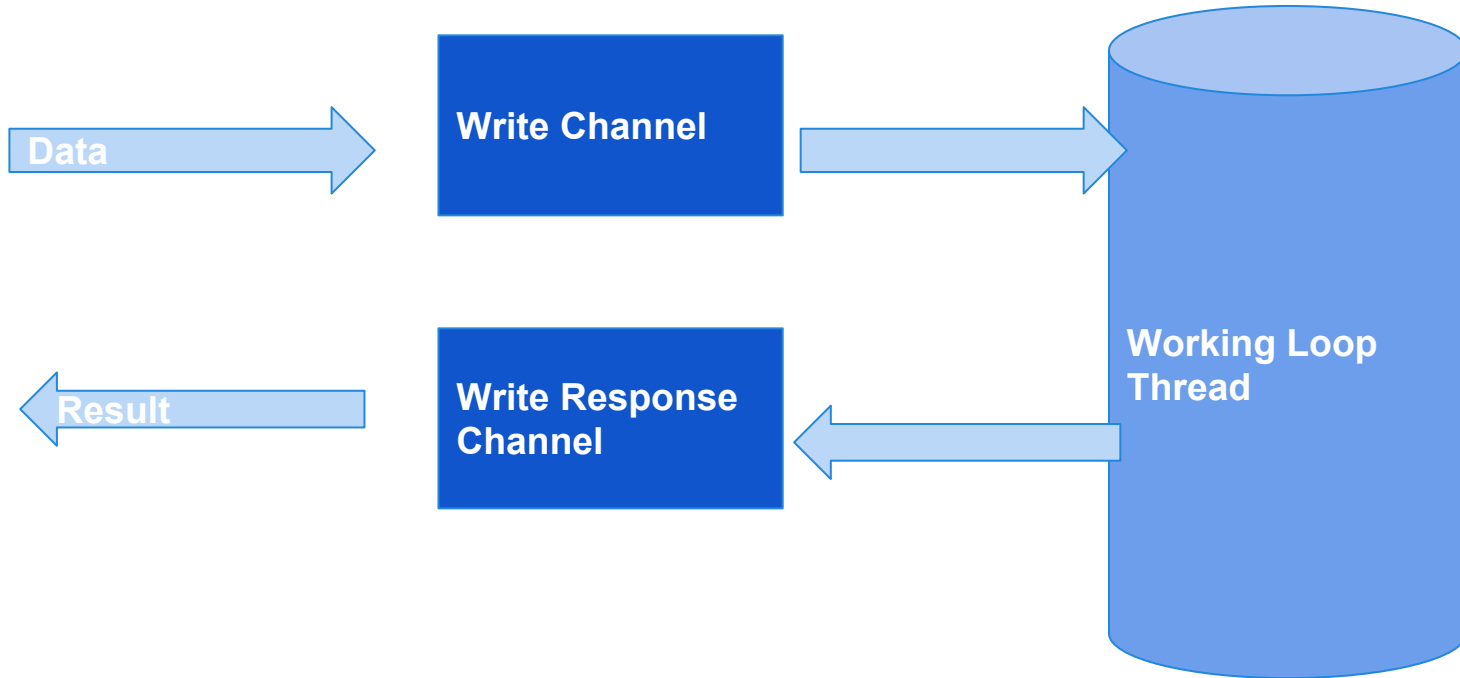 Data
Write Channel
Working Loop
Thread
Result
Write Response
Channel